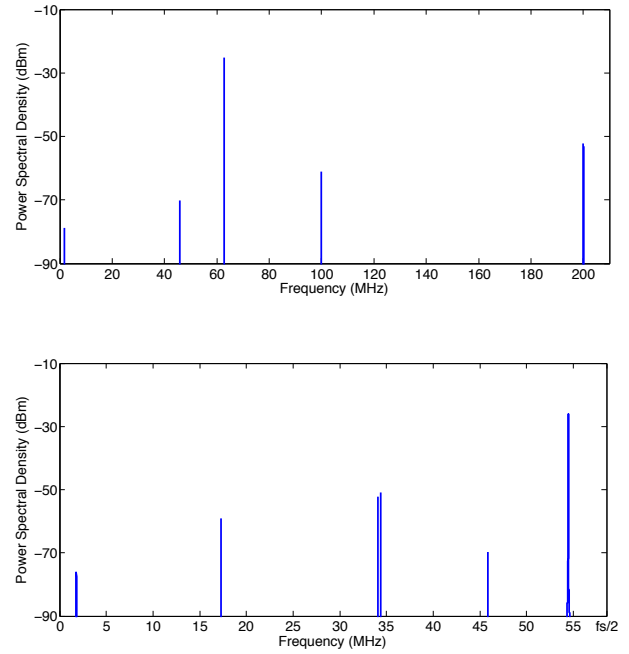 −10
−30
−50
−70
−90
Power Spectral Density (dBm)
0 20 40 60 80 100 120 140 160 180 200
Frequency (MHz)
−10
−30
−50
−70
−90
Power Spectral Density (dBm)
0 5 10 15 20 25 30 35 40 45 50 55 fs/2
Frequency (MHz)